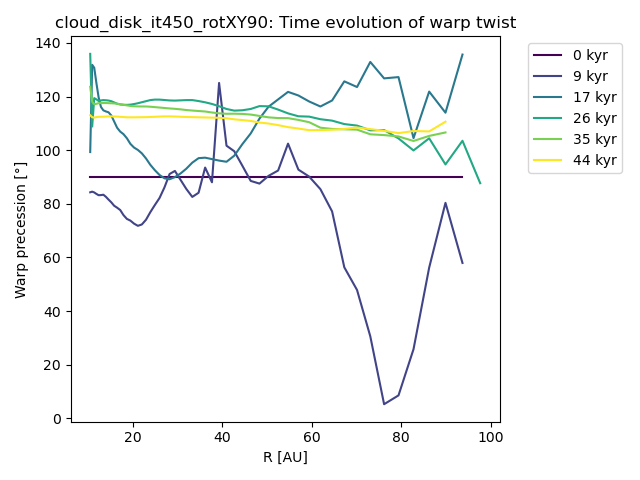 cloud_disk_it450_rotXY90: Time evolution of warp twist
140
120
100
80
60
40
20
0
Warp precession [°]
20
40
60
80
100
R [AU]
0 kyr
9 kyr
17 kyr
26 kyr
35 kyr
44 kyr